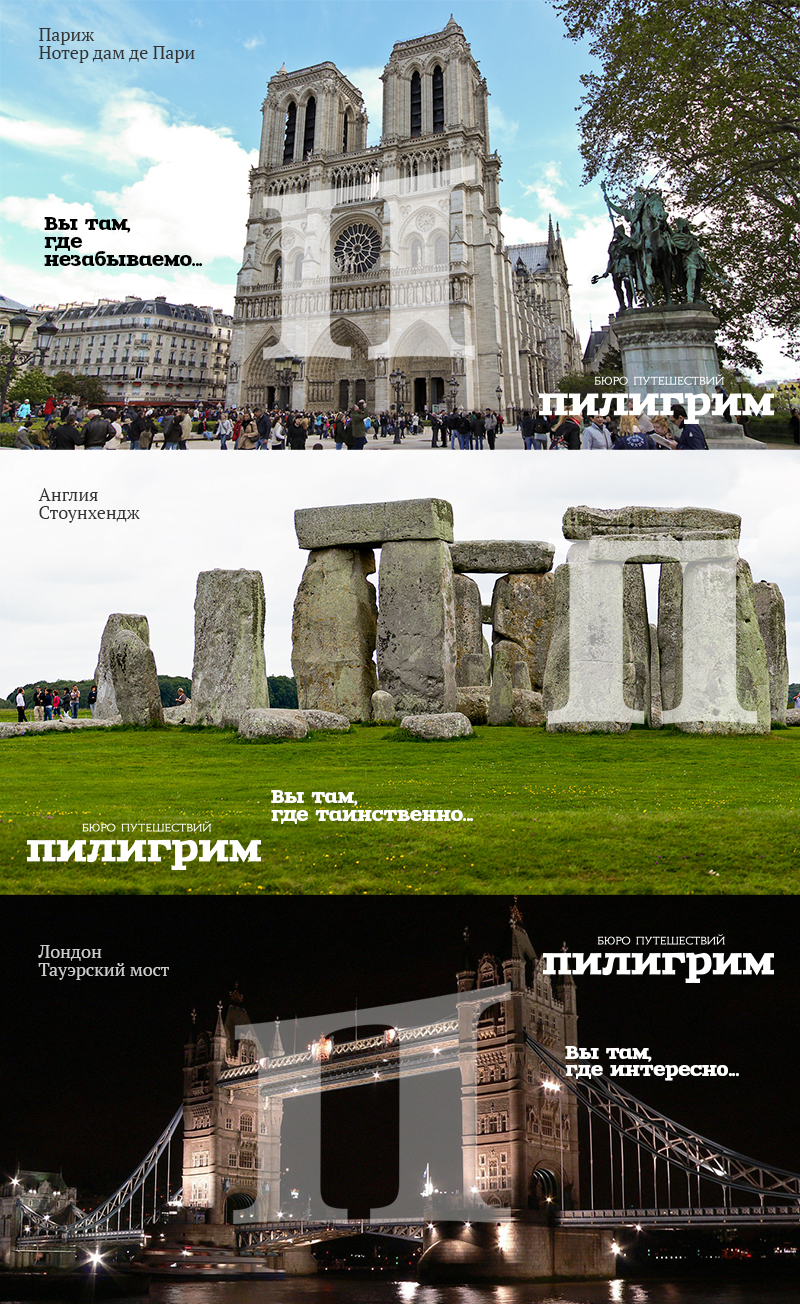 Париж
Нотер дам де Пари
П
Вы там,
где
незабываемо...
БЮРО ПУТЕШЕСТВИЙ
пилигрим
Англия
Стоунхендж
П
Вы там,
где таинственно...
БЮРО ПУТЕШЕСТВИЙ
пилигрим
Лондон
Тауэрский мост
БЮРО ПУТЕШЕСТВИЙ
пилигрим
П
Вы там,
где интересно...